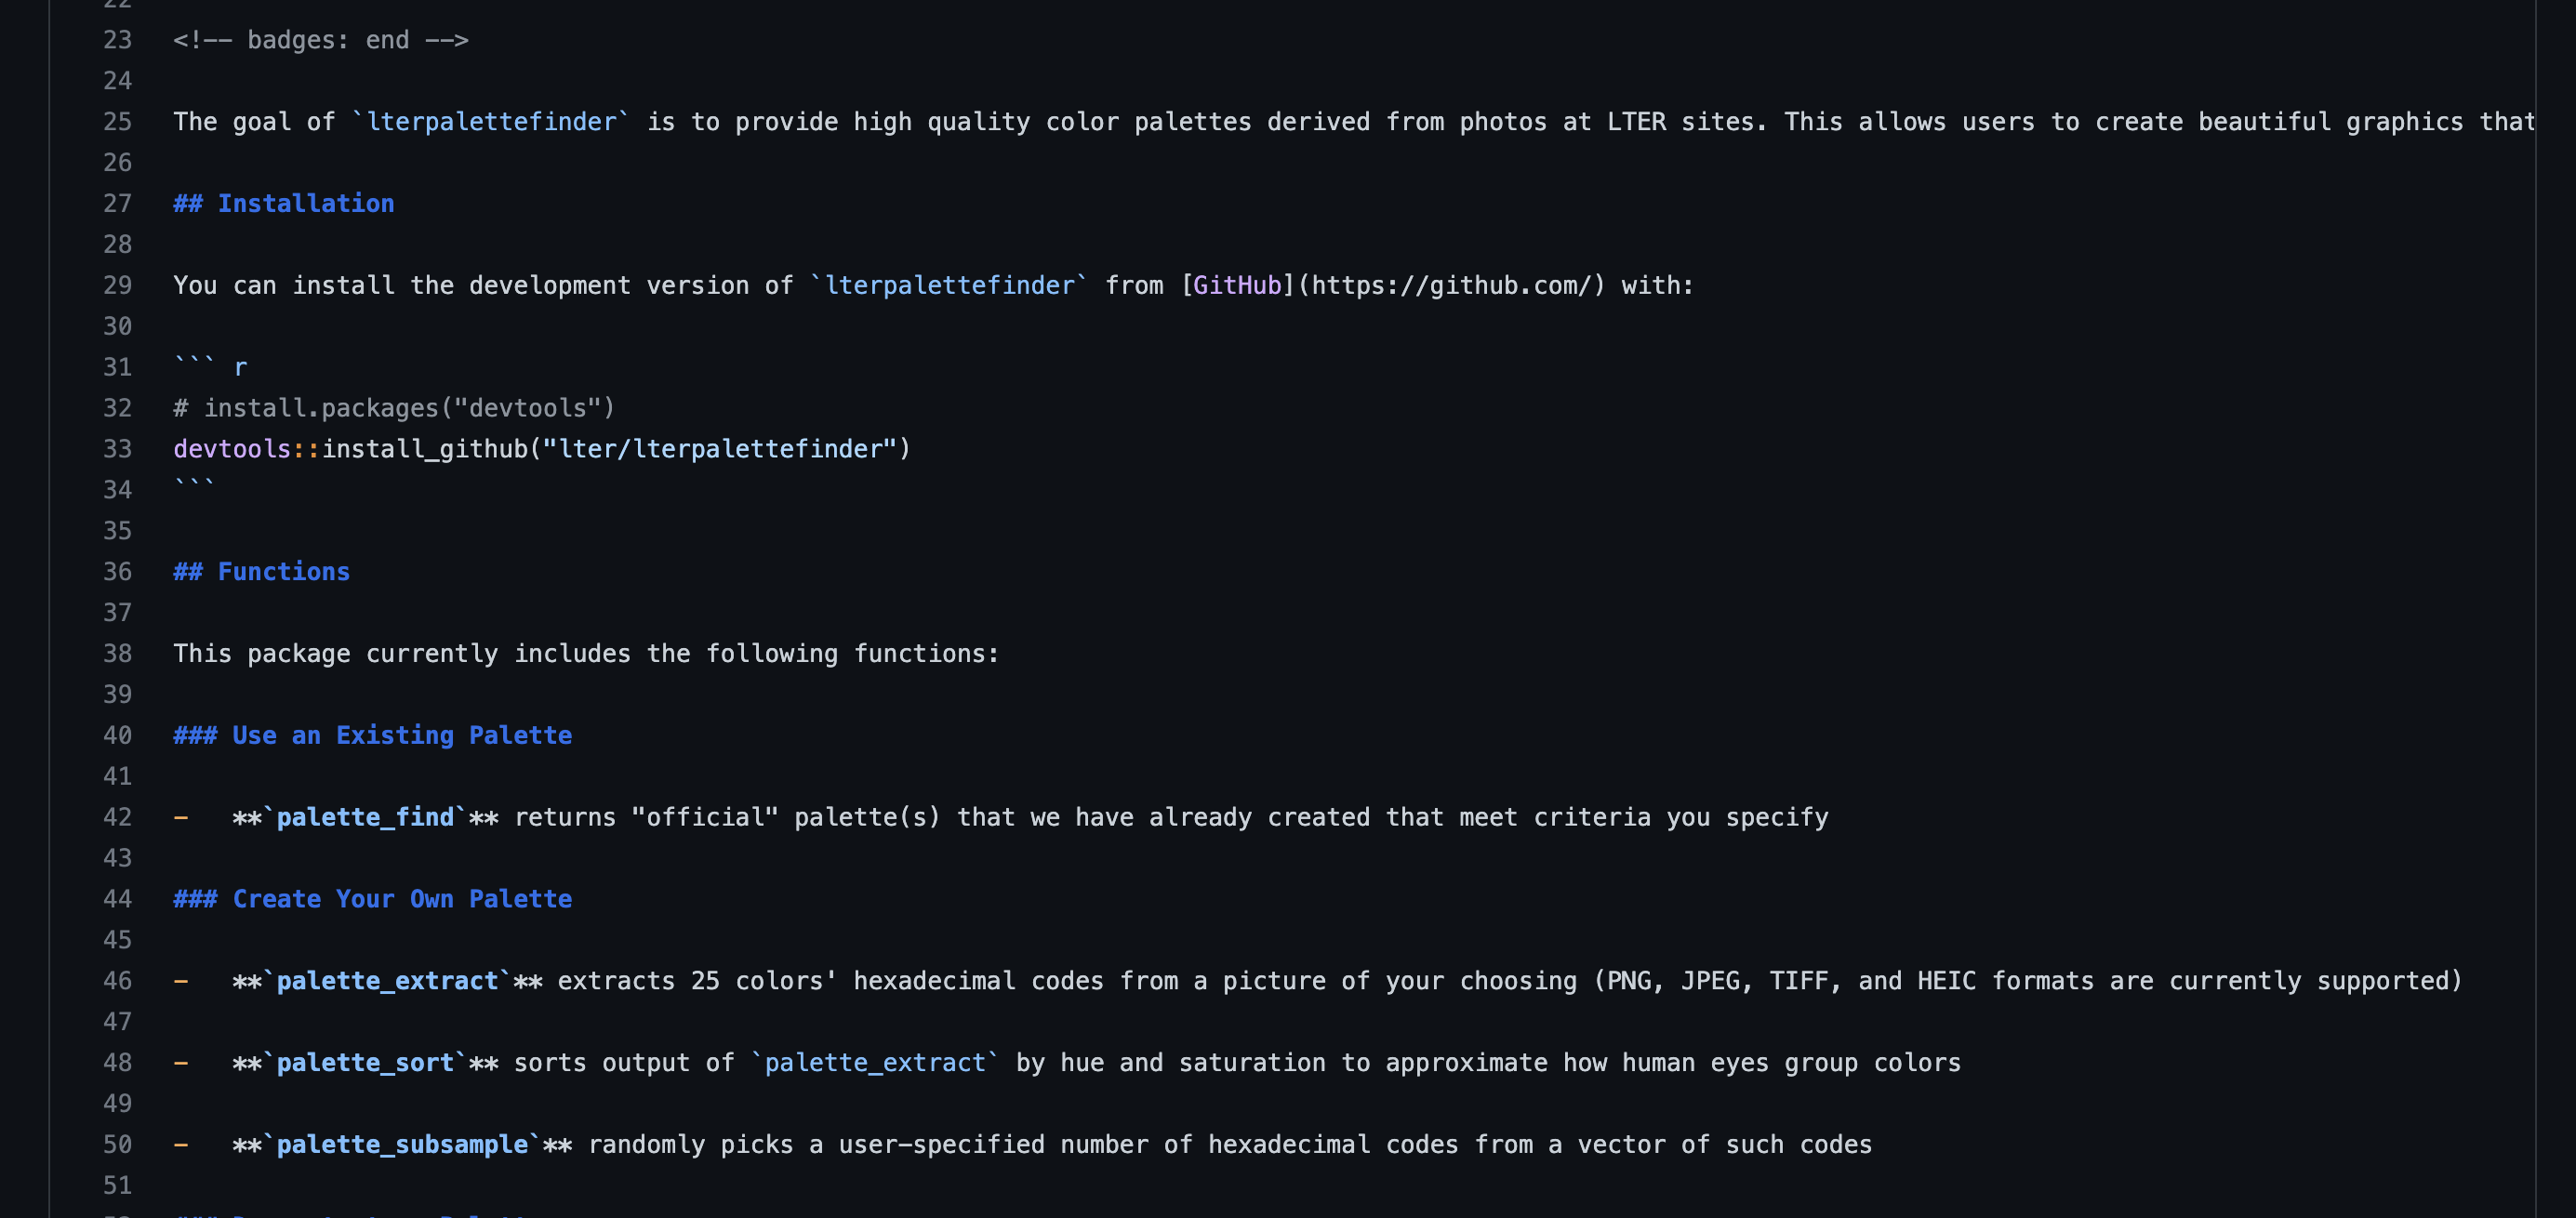 22
23 <!-- badges: end -->
24
25 The goal of `lterpalettefinder` is to provide high quality color palettes derived from photos at LTER sites. This allows users to create beautiful graphics that
26
27 ## Installation
28
29 You can install the development version of `lterpalettefinder` from [GitHub](https://github.com/) with:
30
31 ``` r
32 # install.packages("devtools")
33 devtools::install_github("lter/lterpalettefinder")
34 ```
35
36 ## Functions
37
38 This package currently includes the following functions:
39
40 ### Use an Existing Palette
41
42 -   **`palette_find`** returns "official" palette(s) that we have already created that meet criteria you specify
43
44 ### Create Your Own Palette
45
46 -   **`palette_extract`** extracts 25 colors' hexadecimal codes from a picture of your choosing (PNG, JPEG, TIFF, and HEIC formats are currently supported)
47
48 -   **`palette_sort`** sorts output of `palette_extract` by hue and saturation to approximate how human eyes group colors
49
50 -   **`palette_subsample`** randomly picks a user-specified number of hexadecimal codes from a vector of such codes
51